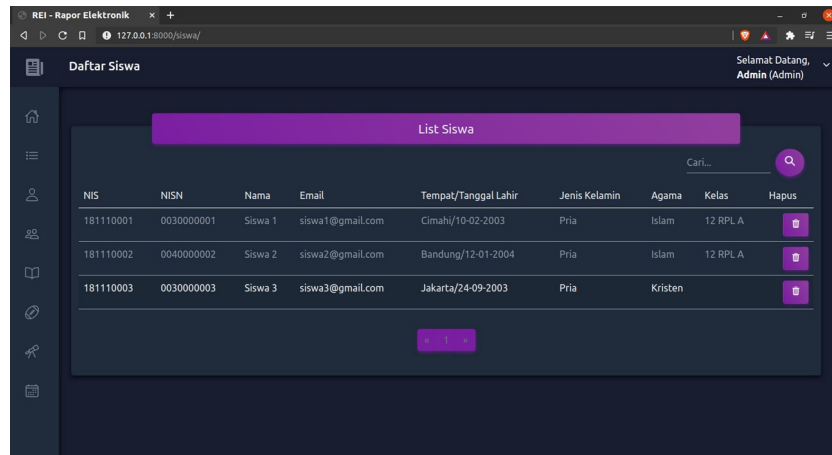 REI - Rapor Elektronik
127.0.0.1:8000/siswa/
Daftar Siswa
Selamat Datang,
Admin (Admin)
List Siswa
Cari...
NIS NISN Nama Email Tempat/Tanggal Lahir Jenis Kelamin Agama Kelas Hapus
181110001 0030000001 Siswa 1 siswa1@gmail.com Cimahi/10-02-2003 Pria Islam 12 RPL A
181110002 0040000002 Siswa 2 siswa2@gmail.com Bandung/12-01-2004 Pria Islam 12 RPL A
181110003 0030000003 Siswa 3 siswa3@gmail.com Jakarta/24-09-2003 Pria Kristen
« 1 »